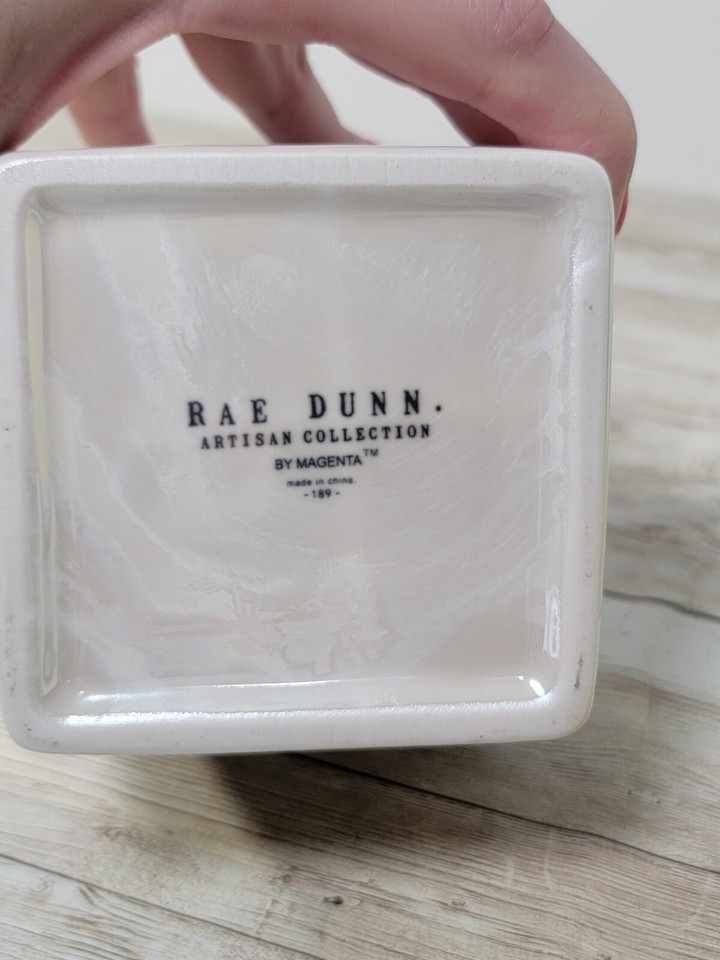 RAE DUNN.
ARTISAN COLLECTION
BY MAGENTA™
made in china.
- 189 -